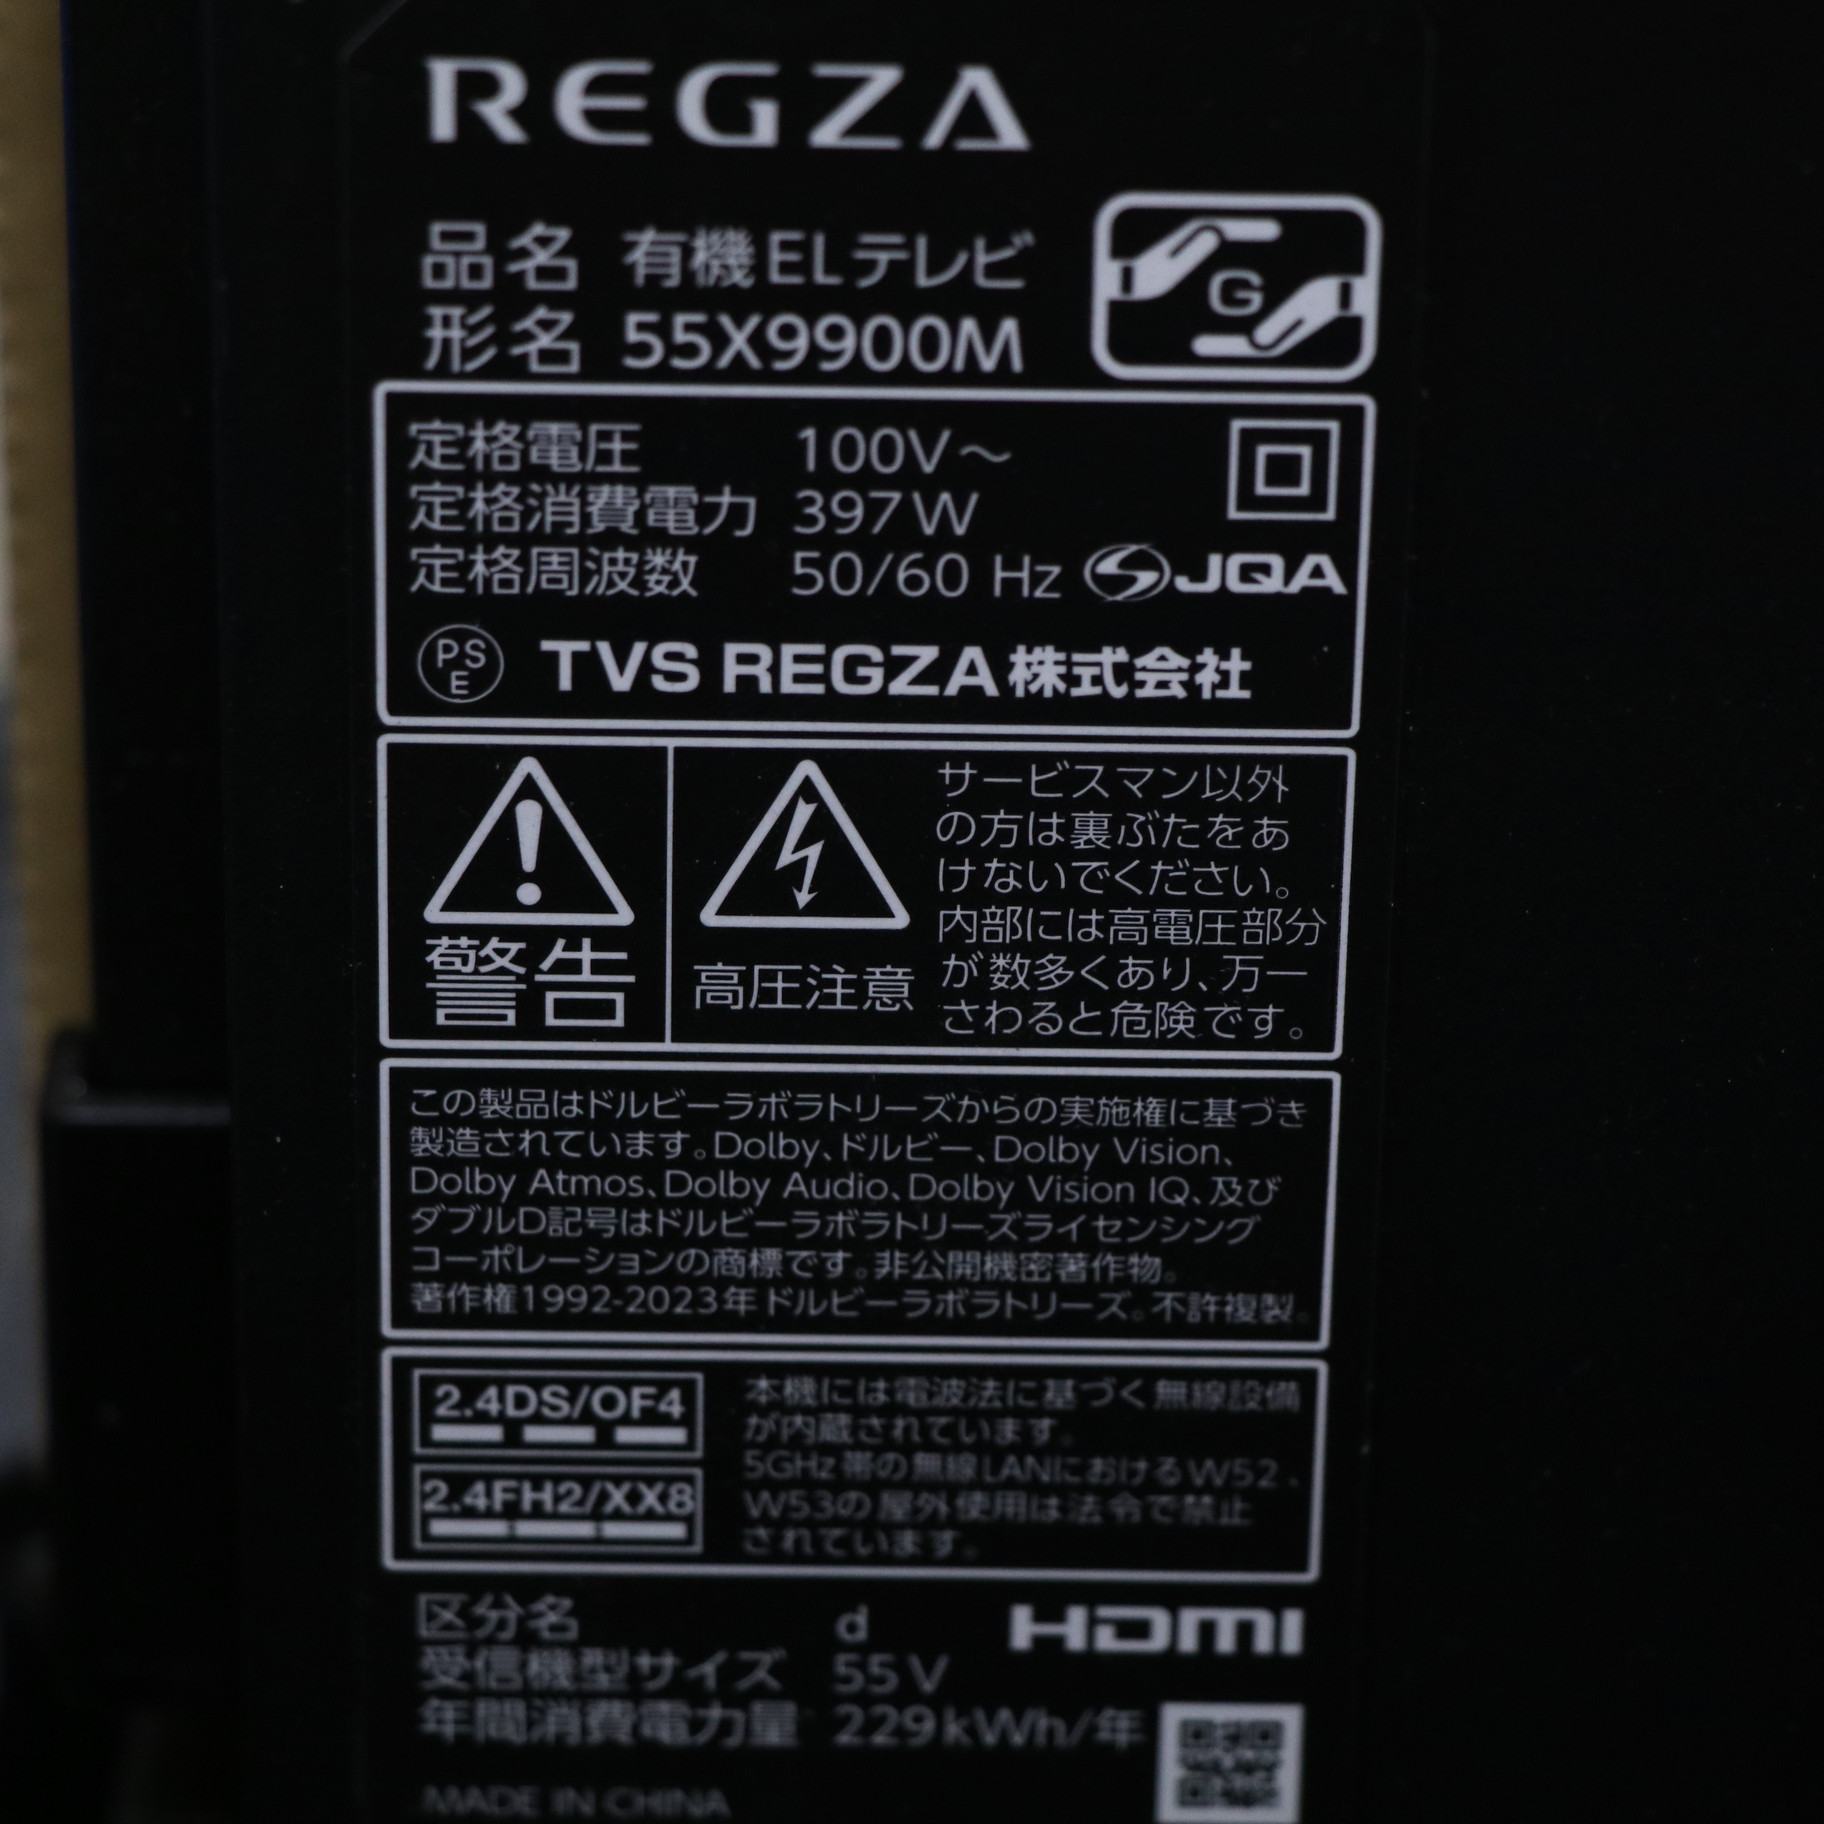 REGZA
品名 有機ELテレビ
形名 55X9900M
G
定格電圧 100V～
定格消費電力 397W
定格周波数 50/60 Hz JQA
PSE TVS REGZA株式会社
警告
高圧注意
サービスマン以外
の方は裏ぶたをあ
けないでください。
内部には高電圧部分
が数多くあり、万一
さわると危険です。
この製品はドルビーラボラトリーズからの実施権に基づき
製造されています。Dolby、ドルビー、Dolby Vision、
Dolby Atmos、Dolby Audio、Dolby Vision IQ、及び
ダブルD記号はドルビーラボラトリーズライセンシング
コーポレーションの商標です。非公開機密著作物。
著作権1992-2023年ドルビーラボラトリーズ。不許複製。
2.4DS/OF4
2.4FH2/XX8
本機には電波法に基づく無線設備
が内蔵されています。
5GHz帯の無線LANにおけるW52、
W53の屋外使用は法令で禁止
されています。
区分名 d
HDMI
受信機型サイズ 55V
年間消費電力量 229kWh/年
MADE IN CHINA